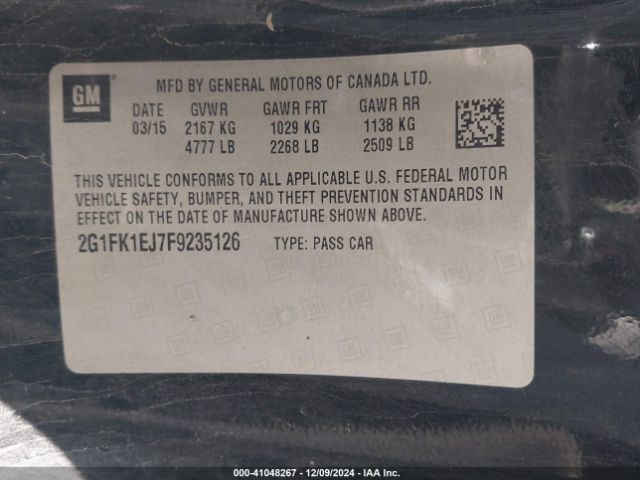 GM
MFD BY GENERAL MOTORS OF CANADA LTD.
DATE GVWR GAWR FRT GAWR RR
03/15 2167 KG 1029 KG 1138 KG
4777 LB 2268 LB 2509 LB
THIS VEHICLE CONFORMS TO ALL APPLICABLE U.S. FEDERAL MOTOR
VEHICLE SAFETY, BUMPER, AND THEFT PREVENTION STANDARDS IN
EFFECT ON THE DATE OF MANUFACTURE SHOWN ABOVE.
2G1FK1EJ7F9235126 TYPE: PASS CAR
0009-41048267 - 12/09/2024 - IAA Inc.